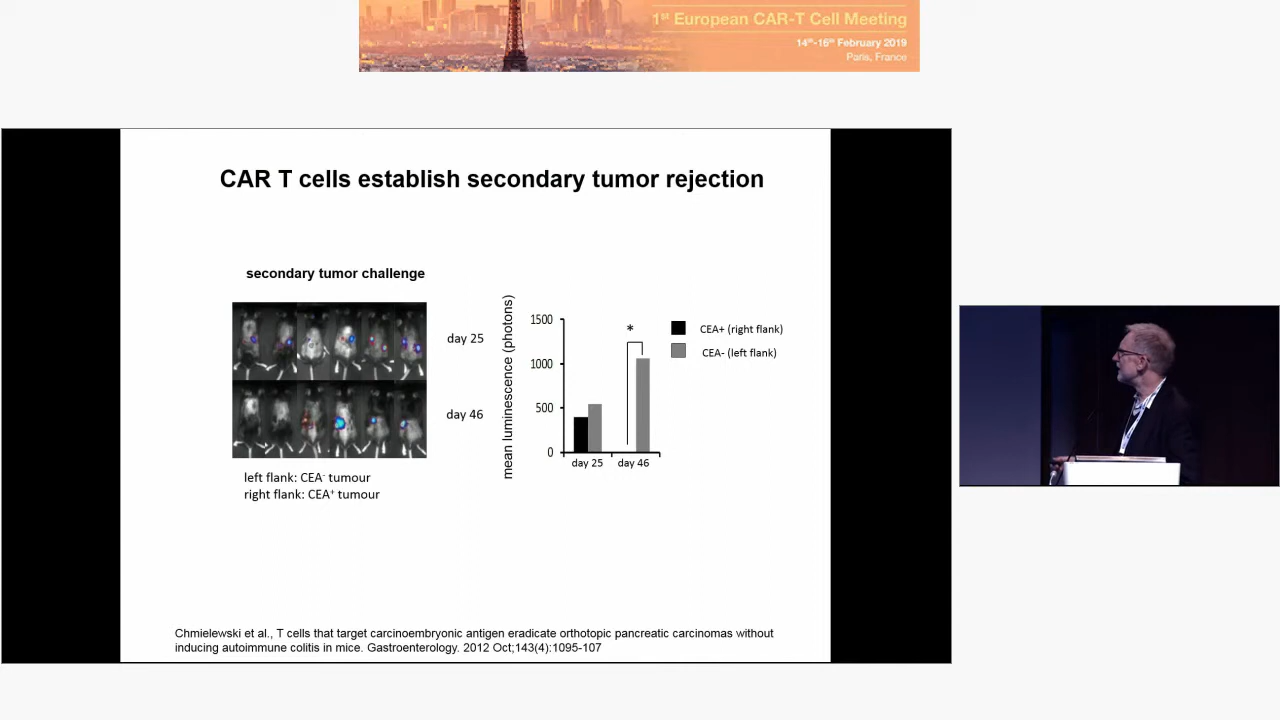 1st European CAR-T Cell Meeting
14th-16th February 2019
Paris, France
CAR T cells establish secondary tumor rejection
secondary tumor challenge
day 25
day 46
left flank: CEA- tumour
right flank: CEA+ tumour
mean luminescence (photons)
1500
1000
500
0
*
day 25
day 46
CEA+ (right flank)
CEA- (left flank)
Chmielewski et al., T cells that target carcinoembryonic antigen eradicate orthotopic pancreatic carcinomas without
inducing autoimmune colitis in mice. Gastroenterology. 2012 Oct;143(4):1095-107